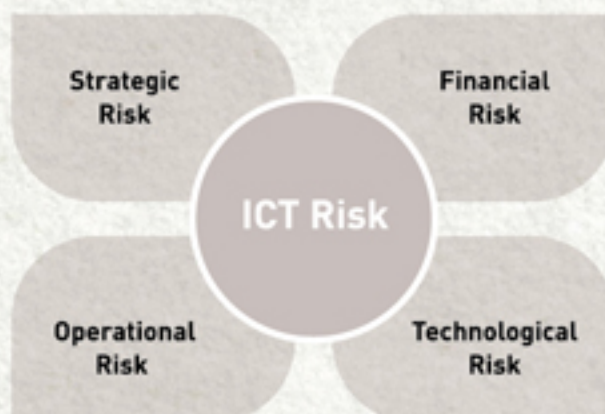 Strategic
Risk
Financial
Risk
ICT Risk
Operational
Risk
Technological
Risk